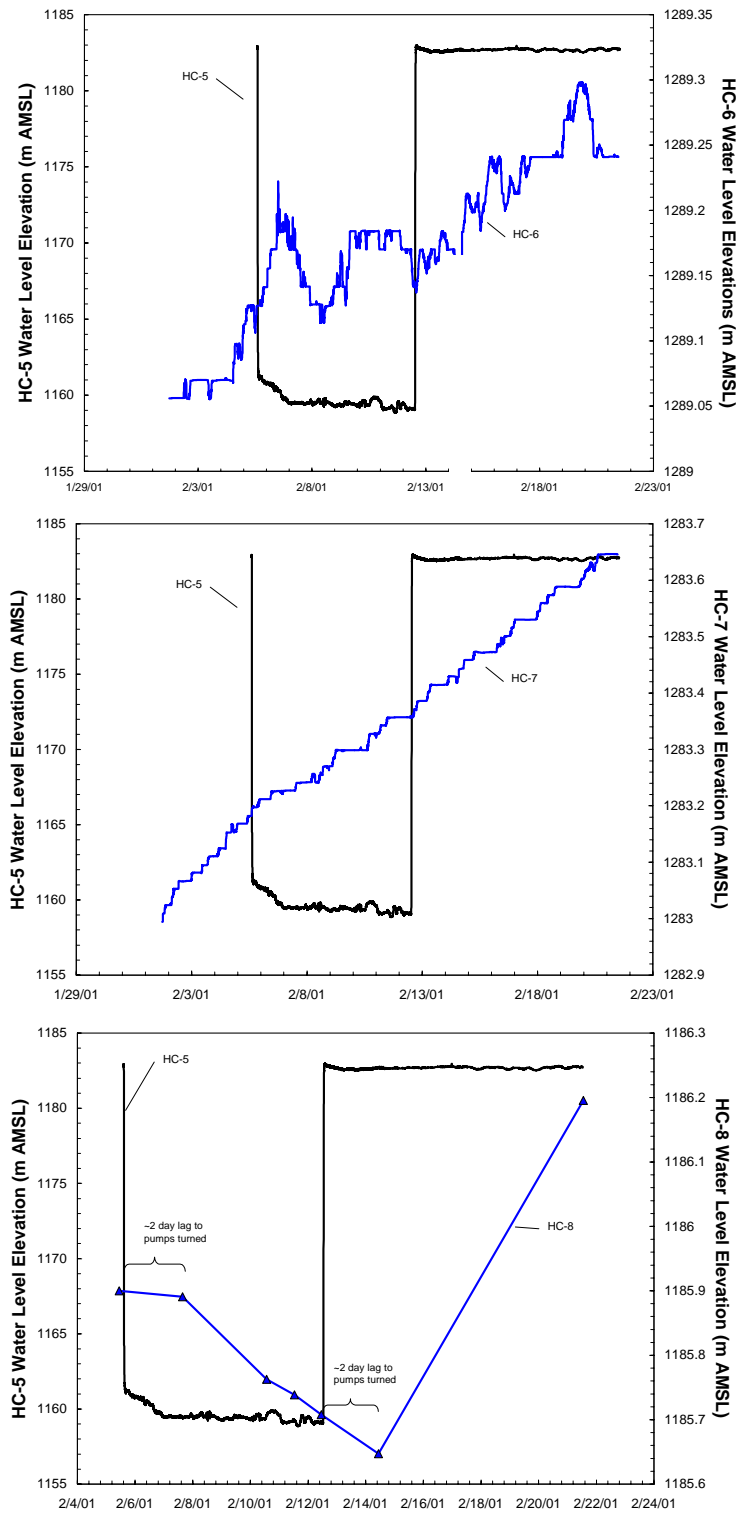 HC-5 Water Level Elevation (m AMSL)
1185
1180
1175
1170
1165
1160
1155
HC-5
HC-6
1289.35
1289.3
1289.25
1289.2
1289.15
1289.1
1289.05
1289
HC-6 Water Level Elevations (m AMSL)
1/29/01 2/3/01 2/8/01 2/13/01 2/18/01 2/23/01
HC-5 Water Level Elevation (m AMSL)
1185
1180
1175
1170
1165
1160
1155
HC-5
HC-7
1283.7
1283.6
1283.5
1283.4
1283.3
1283.2
1283.1
1283
1282.9
HC-7 Water Level Elevation (m AMSL)
1/29/01 2/3/01 2/8/01 2/13/01 2/18/01 2/23/01
HC-5 Water Level Elevation (m AMSL)
1185
1180
1175
1170
1165
1160
1155
HC-5
~2 day lag to
pumps turned
HC-8
~2 day lag to
pumps turned
1186.3
1186.2
1186.1
1186
1185.9
1185.8
1185.7
1185.6
HC-8 Water Level Elevation (m AMSL)
2/4/01 2/6/01 2/8/01 2/10/01 2/12/01 2/14/01 2/16/01 2/18/01 2/20/01 2/22/01 2/24/01